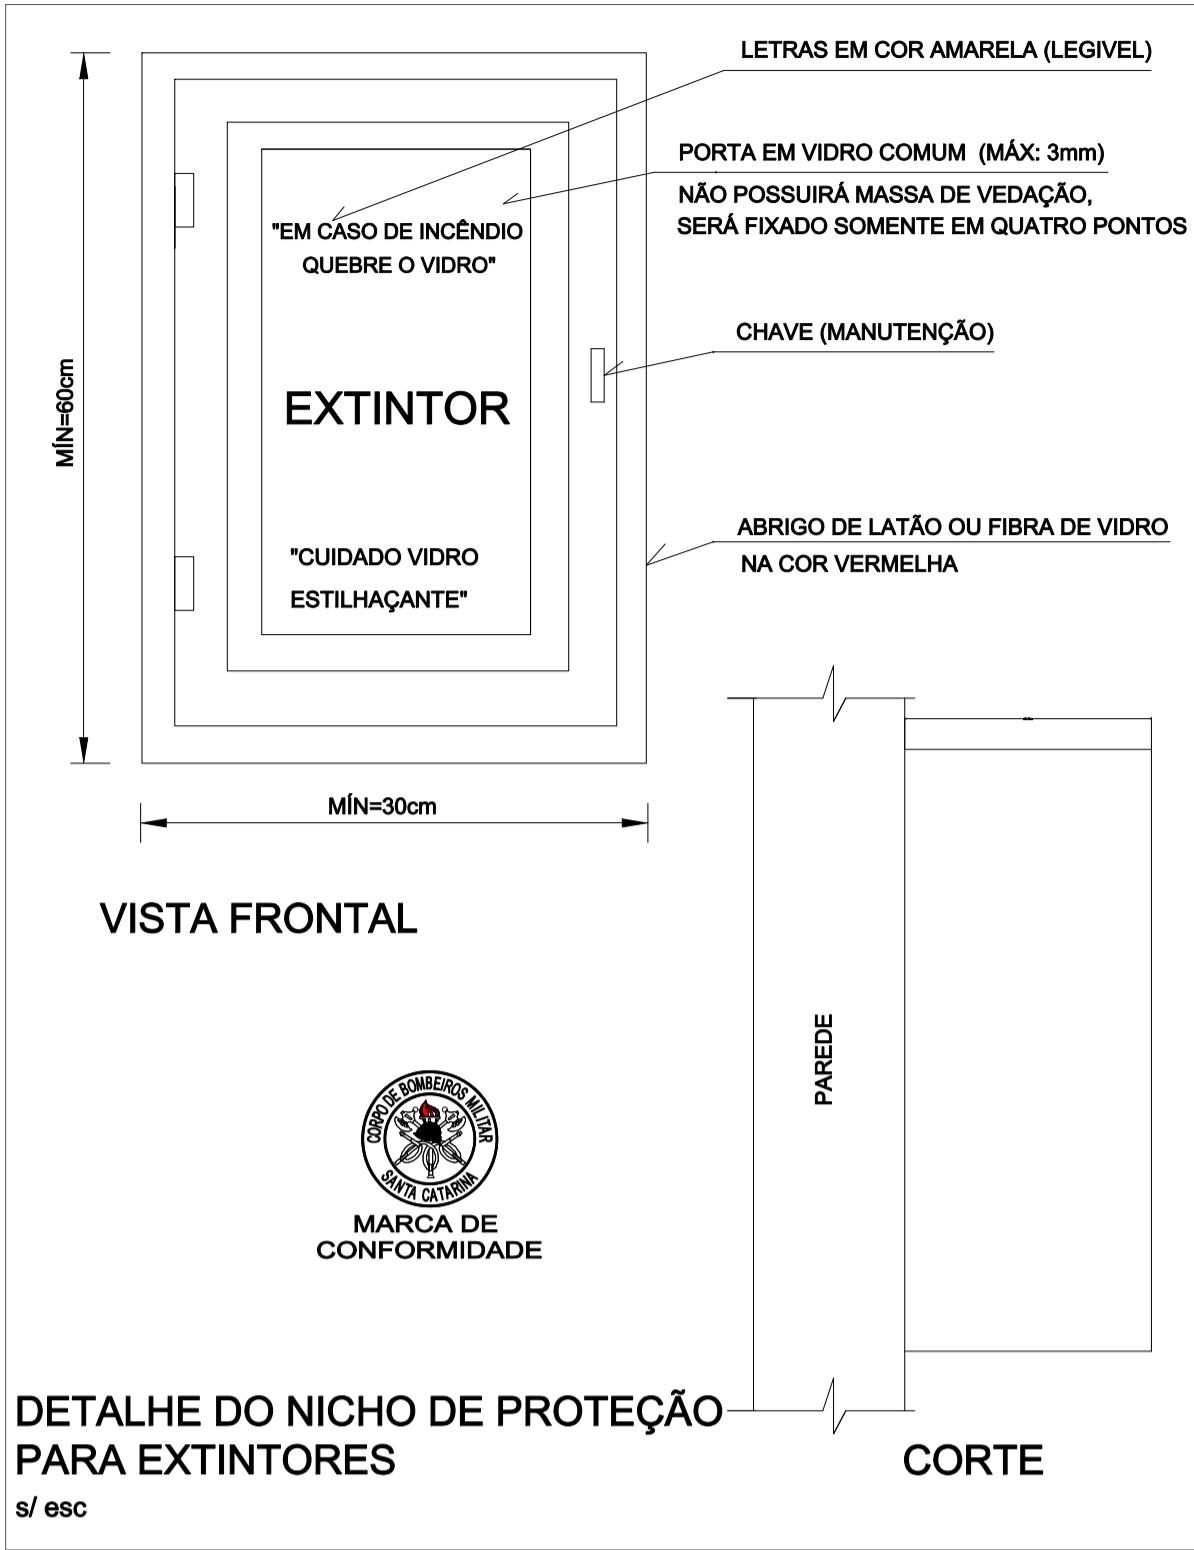 LETRAS EM COR AMARELA (LEGIVEL)
PORTA EM VIDRO COMUM (MÁX: 3mm)
NÃO POSSUIRÁ MASSA DE VEDAÇÃO,
SERÁ FIXADO SOMENTE EM QUATRO PONTOS
"EM CASO DE INCÊNDIO
QUEBRE O VIDRO"
CHAVE (MANUTENÇÃO)
MÍN=60cm
EXTINTOR
ABRIGO DE LATÃO OU FIBRA DE VIDRO
NA COR VERMELHA
"CUIDADO VIDRO
ESTILHAÇANTE"
MÍN=30cm
VISTA FRONTAL
PAREDE
CORPO DE BOMBEIROS MILITAR
SANTA CATARINA
MARCA DE
CONFORMIDADE
DETALHE DO NICHO DE PROTEÇÃO
PARA EXTINTORES
CORTE
s/ esc